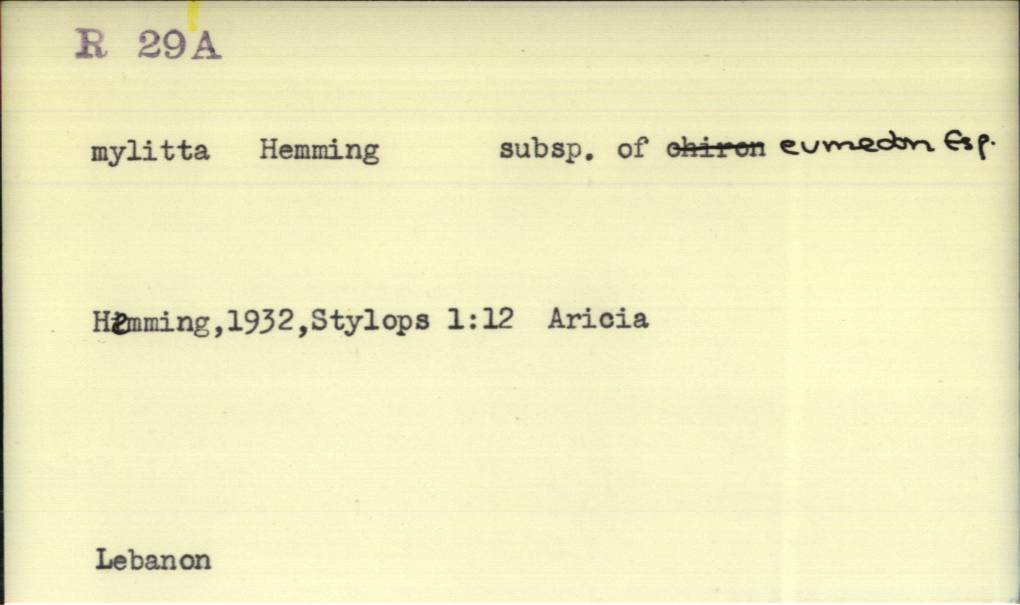 R 29A
mylitta Hemming subsp. of chiron eumedon Esp.
Hemming,1932,Stylops 1:12 Aricia
Lebanon